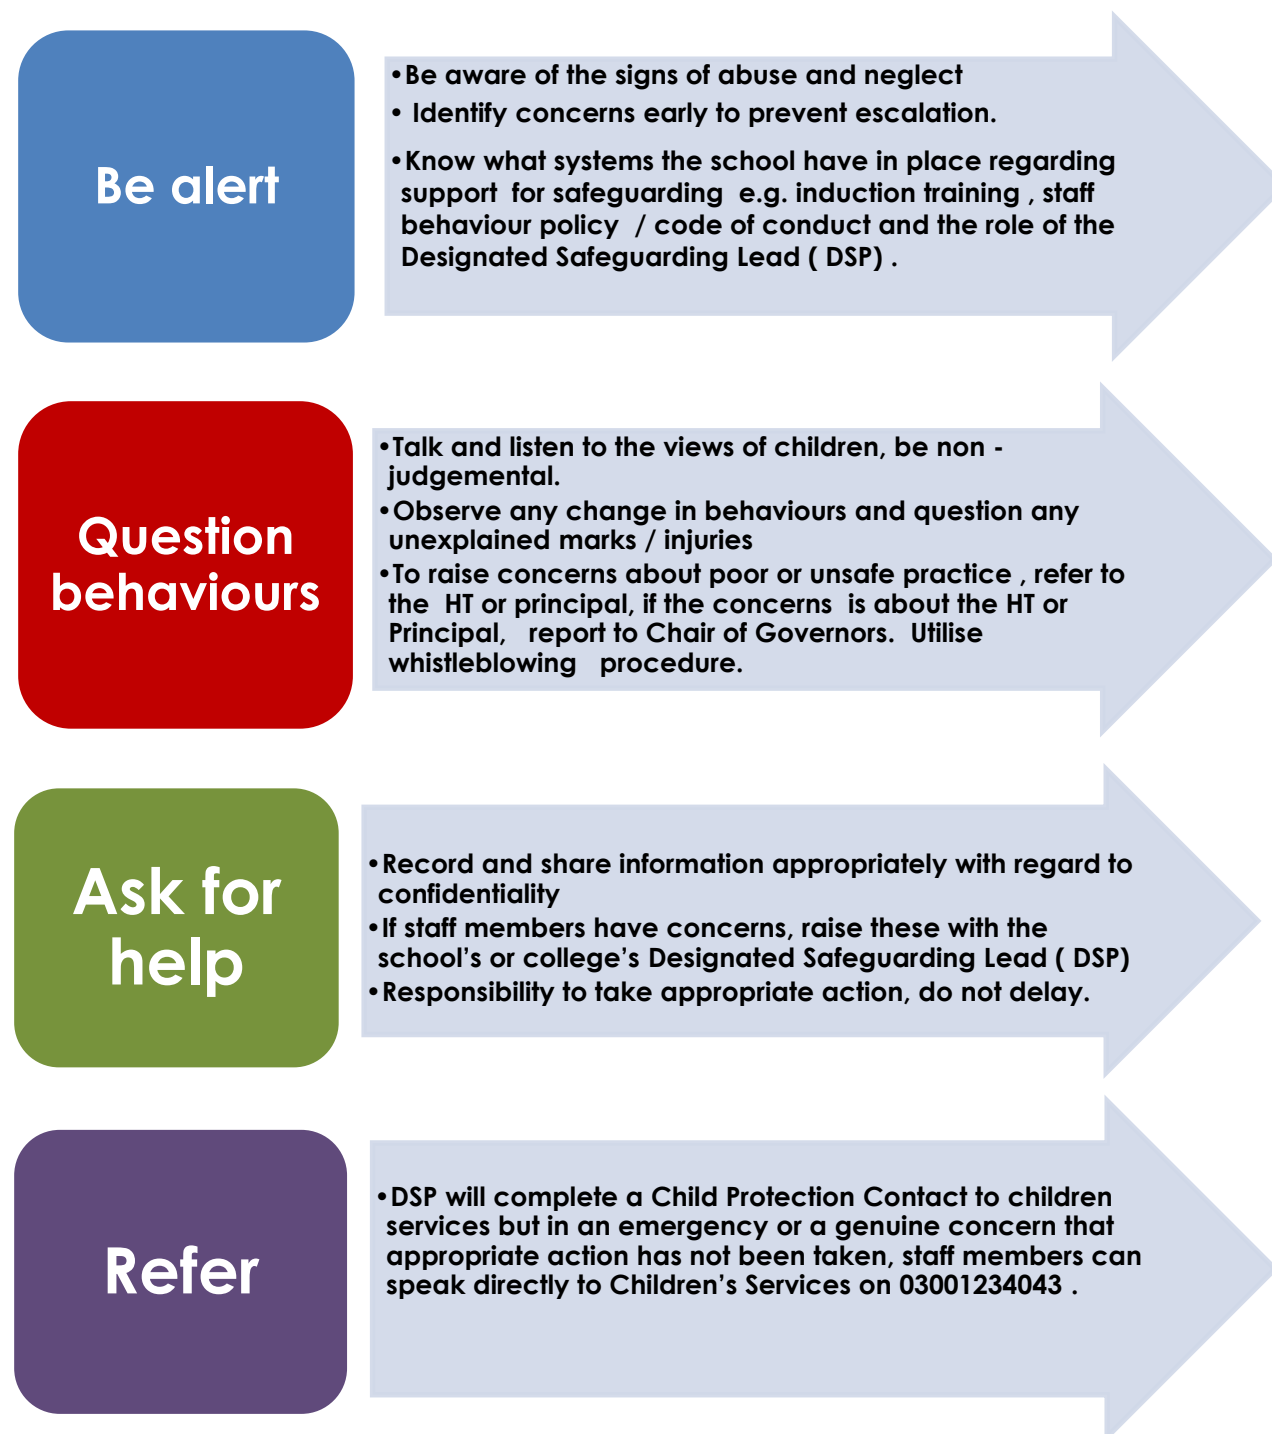 Be alert
•Be aware of the signs of abuse and neglect
• Identify concerns early to prevent escalation.
•Know what systems the school have in place regarding
support for safeguarding e.g. induction training , staff
behaviour policy / code of conduct and the role of the
Designated Safeguarding Lead ( DSP) .
Question
behaviours
•Talk and listen to the views of children, be non -
judgemental.
•Observe any change in behaviours and question any
unexplained marks / injuries
•To raise concerns about poor or unsafe practice , refer to
the HT or principal, if the concerns is about the HT or
Principal, report to Chair of Governors. Utilise
whistleblowing procedure.
Ask for
help
•Record and share information appropriately with regard to
confidentiality
•If staff members have concerns, raise these with the
school’s or college’s Designated Safeguarding Lead ( DSP)
•Responsibility to take appropriate action, do not delay.
Refer
•DSP will complete a Child Protection Contact to children
services but in an emergency or a genuine concern that
appropriate action has not been taken, staff members can
speak directly to Children’s Services on 03001234043 .